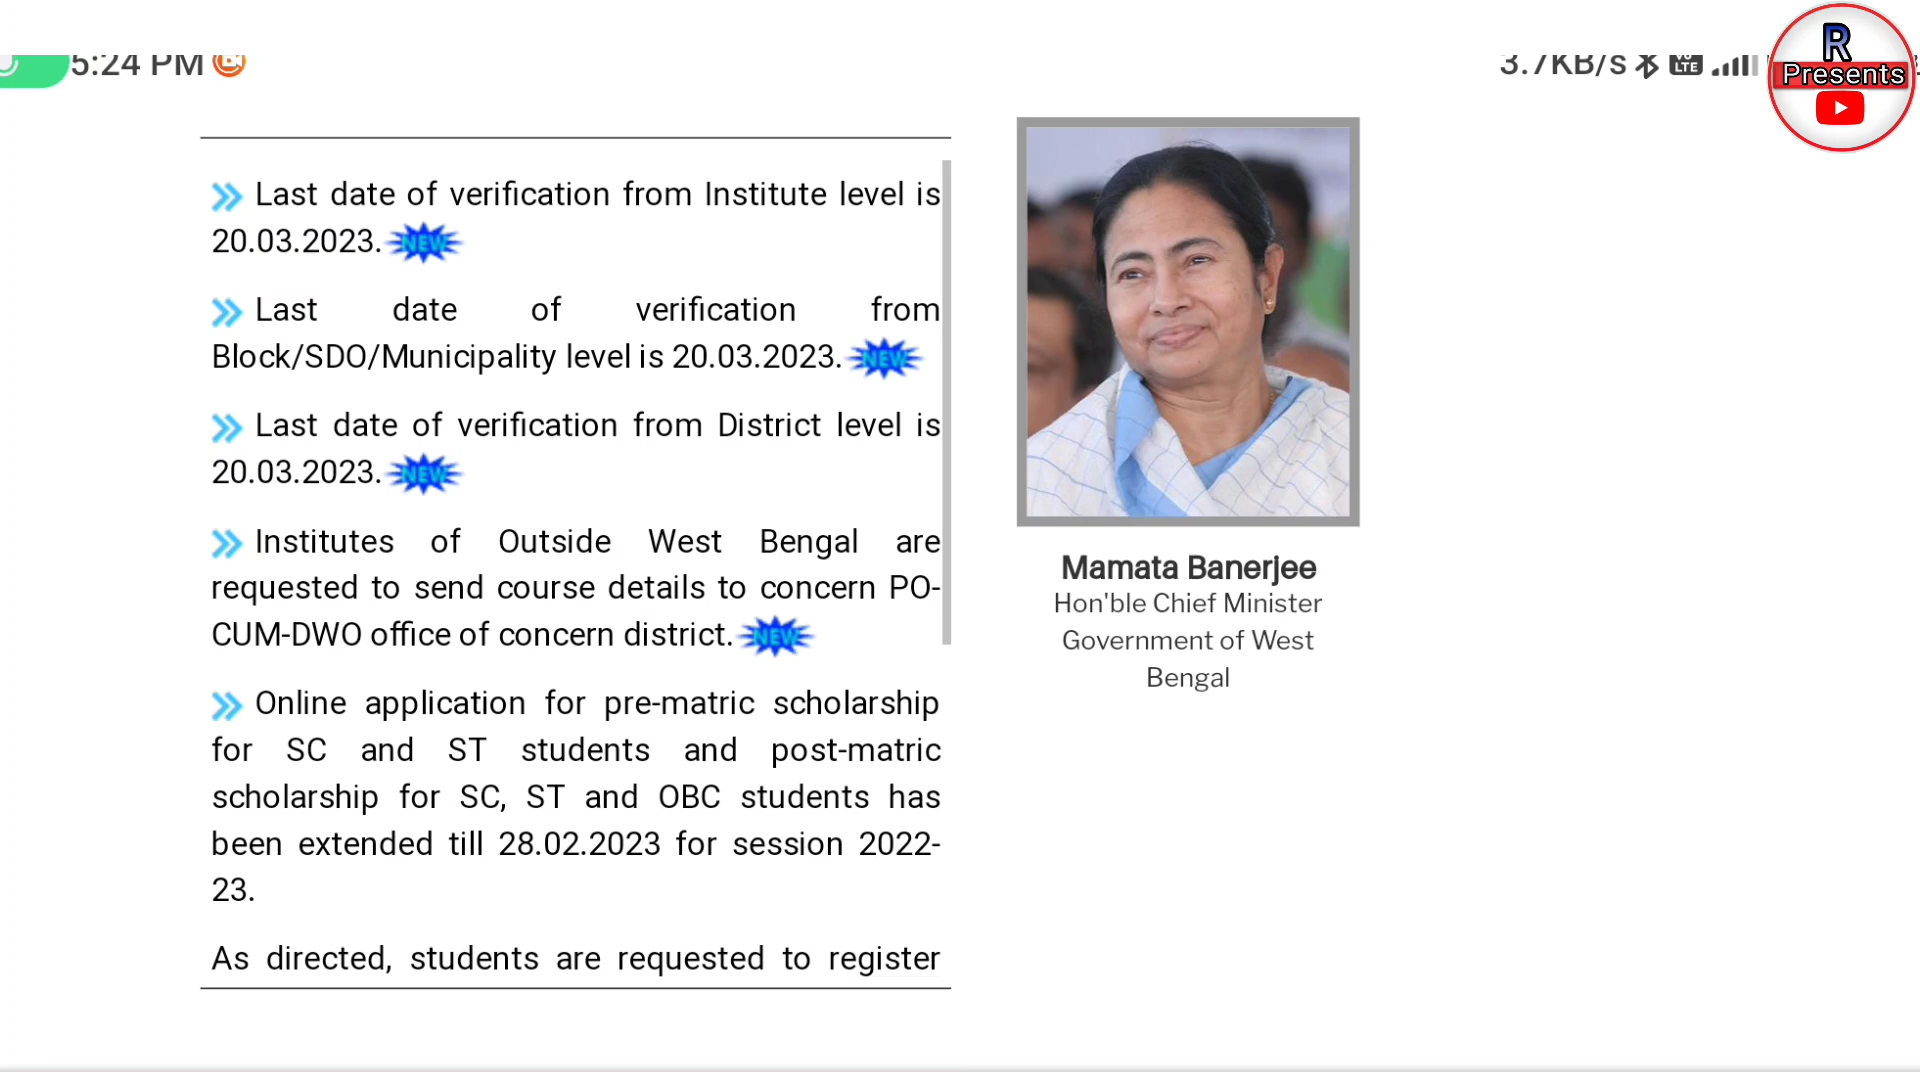 5:24 PM
3.7KB/s
LTE
R
Presents
Last date of verification from Institute level is
20.03.2023. NEW
Last date of verification from
Block/SDO/Municipality level is 20.03.2023. NEW
Last date of verification from District level is
20.03.2023. NEW
Institutes of Outside West Bengal are
requested to send course details to concern PO-
CUM-DWO office of concern district. NEW
Online application for pre-matric scholarship
for SC and ST students and post-matric
scholarship for SC, ST and OBC students has
been extended till 28.02.2023 for session 2022-
23.
As directed, students are requested to register
Mamata Banerjee
Hon'ble Chief Minister
Government of West
Bengal